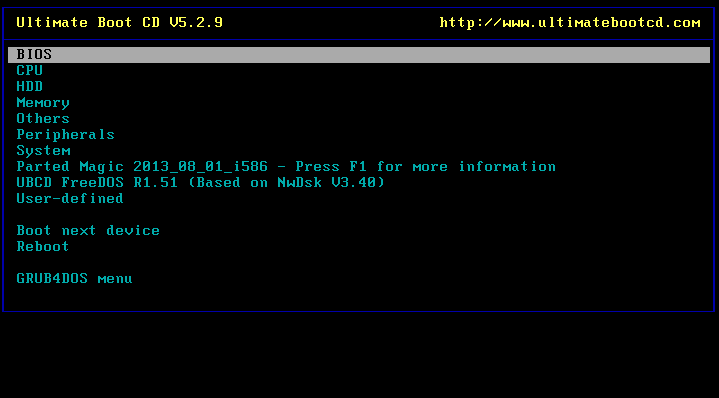 Ultimate Boot CD V5.2.9 http://www.ultimatebootcd.com
BIOS
CPU
HDD
Memory
Others
Peripherals
System
Parted Magic 2013_08_01_i586 - Press F1 for more information
UBCD FreeDOS R1.51 (Based on NwDsk V3.40)
User-defined
Boot next device
Reboot
GRUB4DOS menu